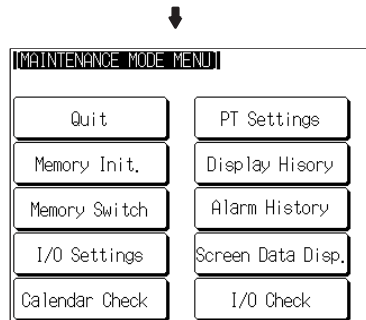 [MAINTENANCE MODE MENU]
Quit
PT Settings
Memory Init.
Display Hisory
Memory Switch
Alarm History
I/O Settings
Screen Data Disp.
Calendar Check
I/O Check